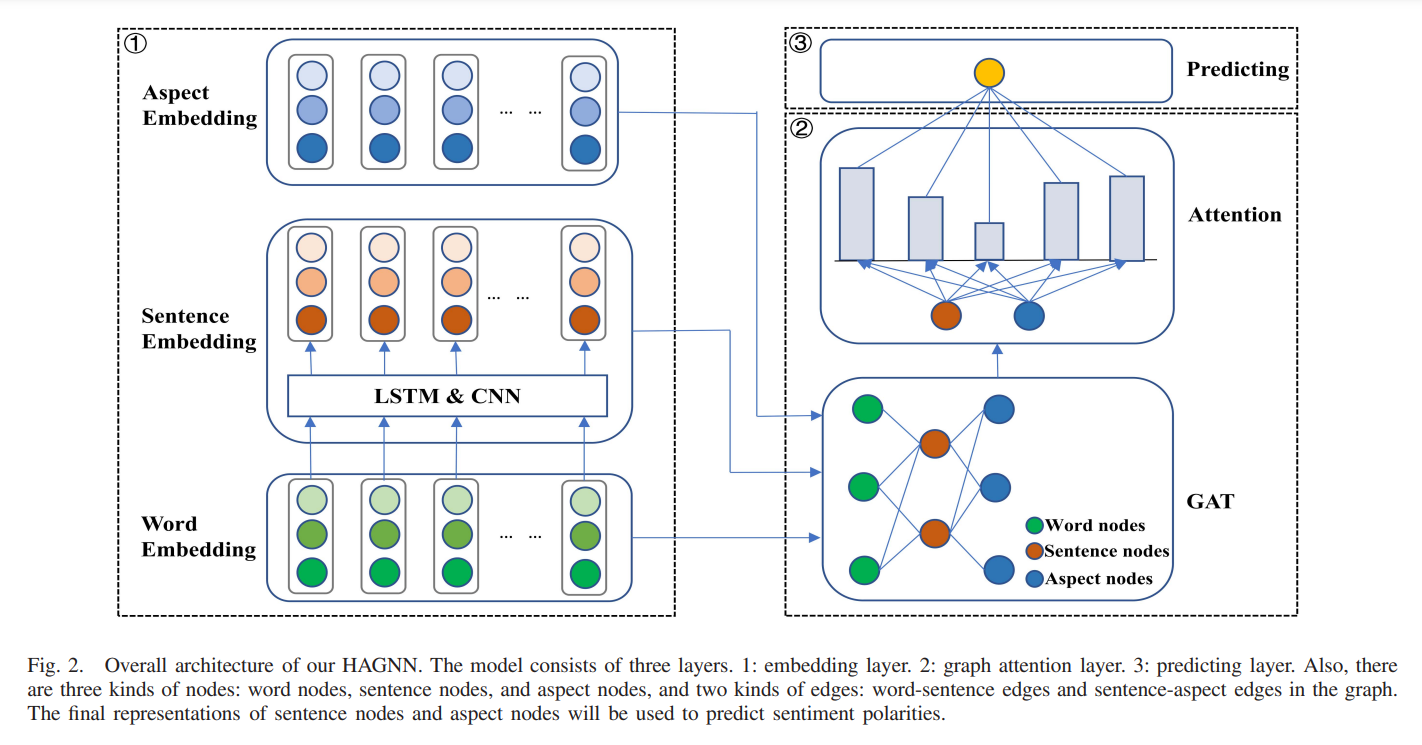 ①
Aspect
Embedding
... ...
Sentence
Embedding
... ...
LSTM & CNN
Word
Embedding
... ...
③
Predicting
②
Attention
GAT
Word nodes
Sentence nodes
Aspect nodes
Fig. 2. Overall architecture of our HAGNN. The model consists of three layers. 1: embedding layer. 2: graph attention layer. 3: predicting layer. Also, there
are three kinds of nodes: word nodes, sentence nodes, and aspect nodes, and two kinds of edges: word-sentence edges and sentence-aspect edges in the graph.
The final representations of sentence nodes and aspect nodes will be used to predict sentiment polarities.